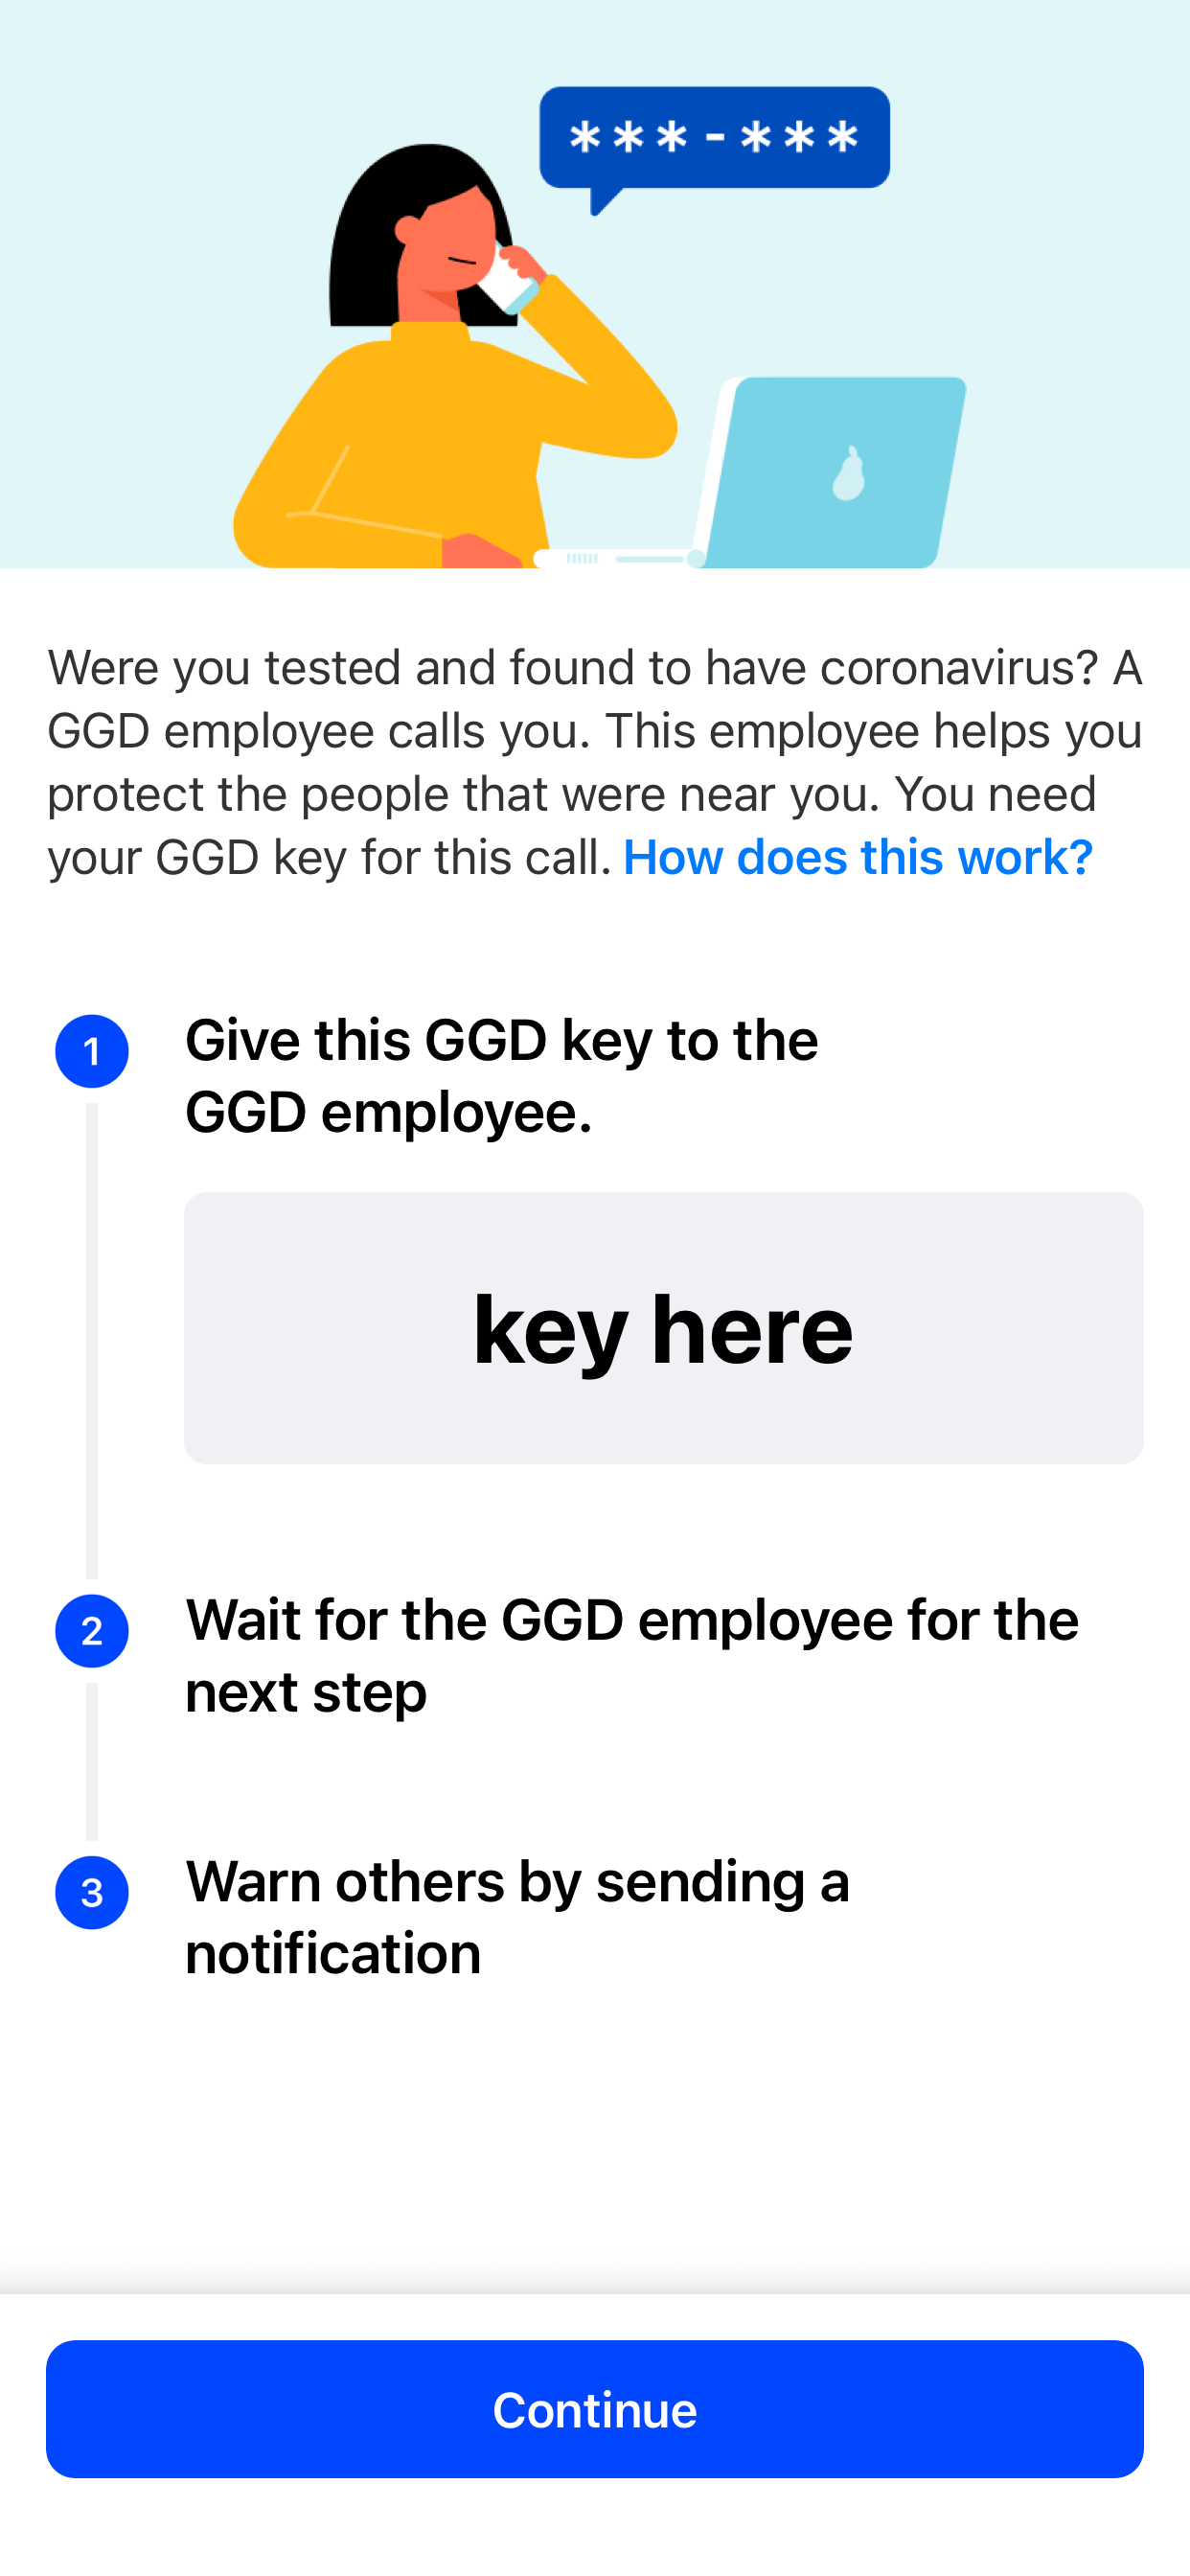 ***-***
Were you tested and found to have coronavirus? A
GGD employee calls you. This employee helps you
protect the people that were near you. You need
your GGD key for this call. How does this work?
1
Give this GGD key to the
GGD employee.
key here
2
Wait for the GGD employee for the
next step
3
Warn others by sending a
notification
Continue